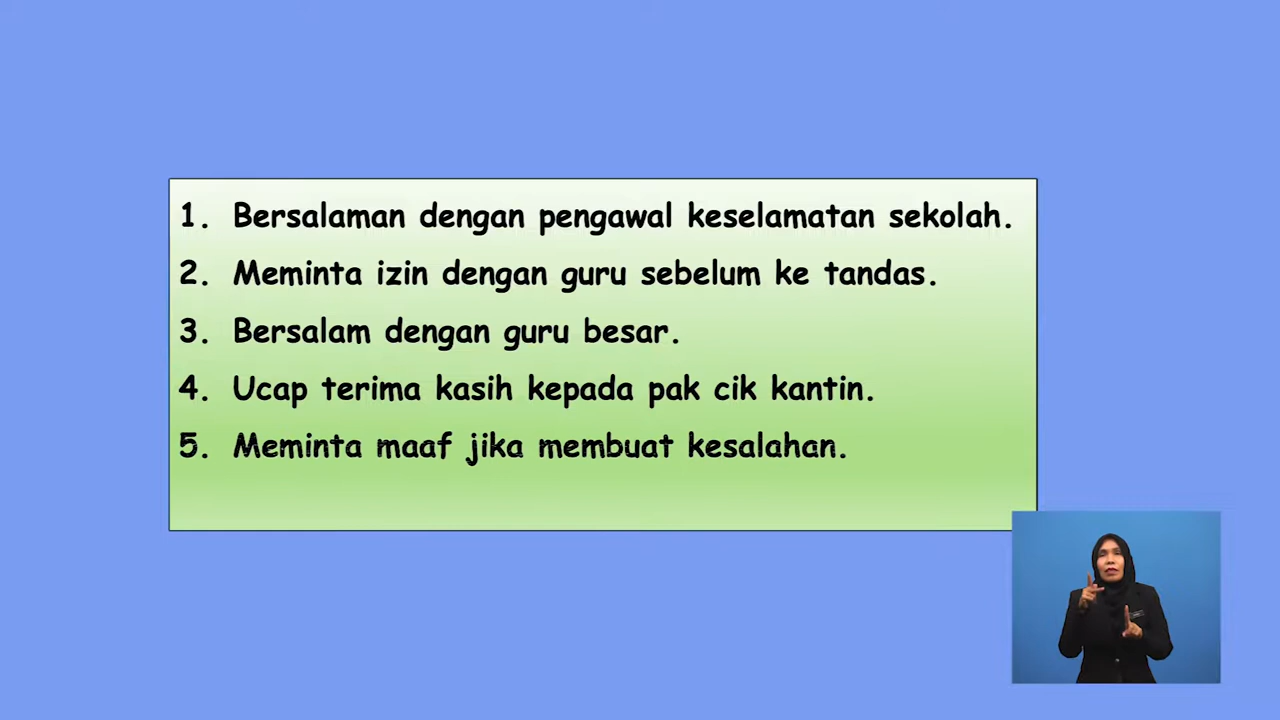 1. Bersalaman dengan pengawal keselamatan sekolah.
2. Meminta izin dengan guru sebelum ke tandas.
3. Bersalam dengan guru besar.
4. Ucap terima kasih kepada pak cik kantin.
5. Meminta maaf jika membuat kesalahan.